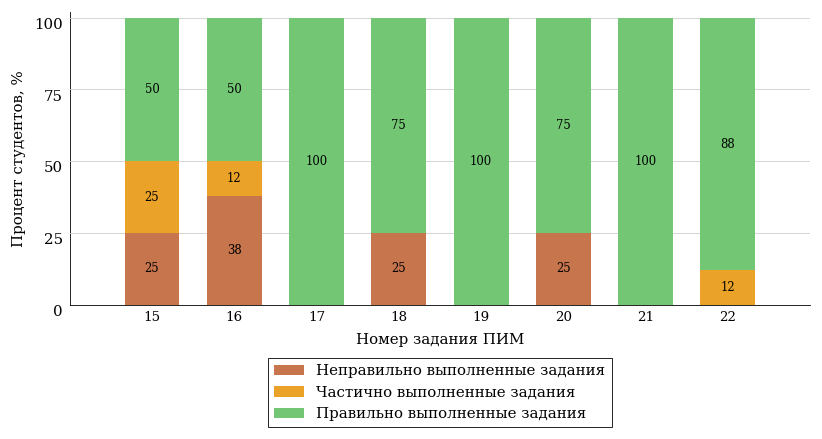 100
75
50
25
0
Процент студентов, %
50 50 100 75 100 75 100 88
25 12
25 38 25 25 12
15 16 17 18 19 20 21 22
Номер задания ПИМ
Неправильно выполненные задания
Частично выполненные задания
Правильно выполненные задания